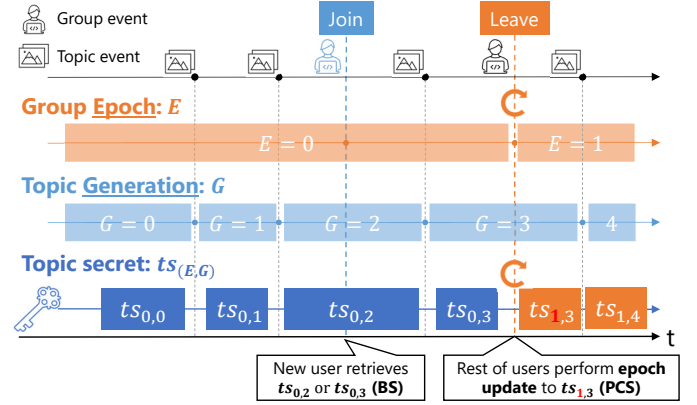 Group event
Join
Leave
Topic event
Group Epoch: E
E = 0
E = 1
Topic Generation: G
G = 0
G = 1
G = 2
G = 3
4
Topic secret: ts(E,G)
ts0,0
ts0,1
ts0,2
ts0,3
ts1,3
ts1,4
t
New user retrieves
ts0,2 or ts0,3 (BS)
Rest of users perform epoch
update to ts1,3 (PCS)